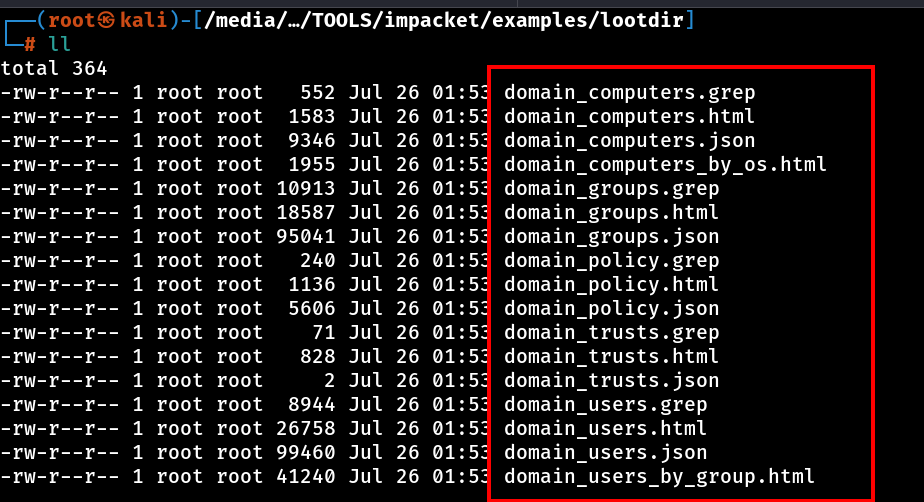 ┌──(root㉿kali)-[/media/…/TOOLS/impacket/examples/lootdir]
└─# ll
total 364
-rw-r--r-- 1 root root   552 Jul 26 01:53 domain_computers.grep
-rw-r--r-- 1 root root  1583 Jul 26 01:53 domain_computers.html
-rw-r--r-- 1 root root  9346 Jul 26 01:53 domain_computers.json
-rw-r--r-- 1 root root  1955 Jul 26 01:53 domain_computers_by_os.html
-rw-r--r-- 1 root root 10913 Jul 26 01:53 domain_groups.grep
-rw-r--r-- 1 root root 18587 Jul 26 01:53 domain_groups.html
-rw-r--r-- 1 root root 95041 Jul 26 01:53 domain_groups.json
-rw-r--r-- 1 root root   240 Jul 26 01:53 domain_policy.grep
-rw-r--r-- 1 root root  1136 Jul 26 01:53 domain_policy.html
-rw-r--r-- 1 root root  5606 Jul 26 01:53 domain_policy.json
-rw-r--r-- 1 root root    71 Jul 26 01:53 domain_trusts.grep
-rw-r--r-- 1 root root   828 Jul 26 01:53 domain_trusts.html
-rw-r--r-- 1 root root     2 Jul 26 01:53 domain_trusts.json
-rw-r--r-- 1 root root  8944 Jul 26 01:53 domain_users.grep
-rw-r--r-- 1 root root 26758 Jul 26 01:53 domain_users.html
-rw-r--r-- 1 root root 99460 Jul 26 01:53 domain_users.json
-rw-r--r-- 1 root root 41240 Jul 26 01:53 domain_users_by_group.html